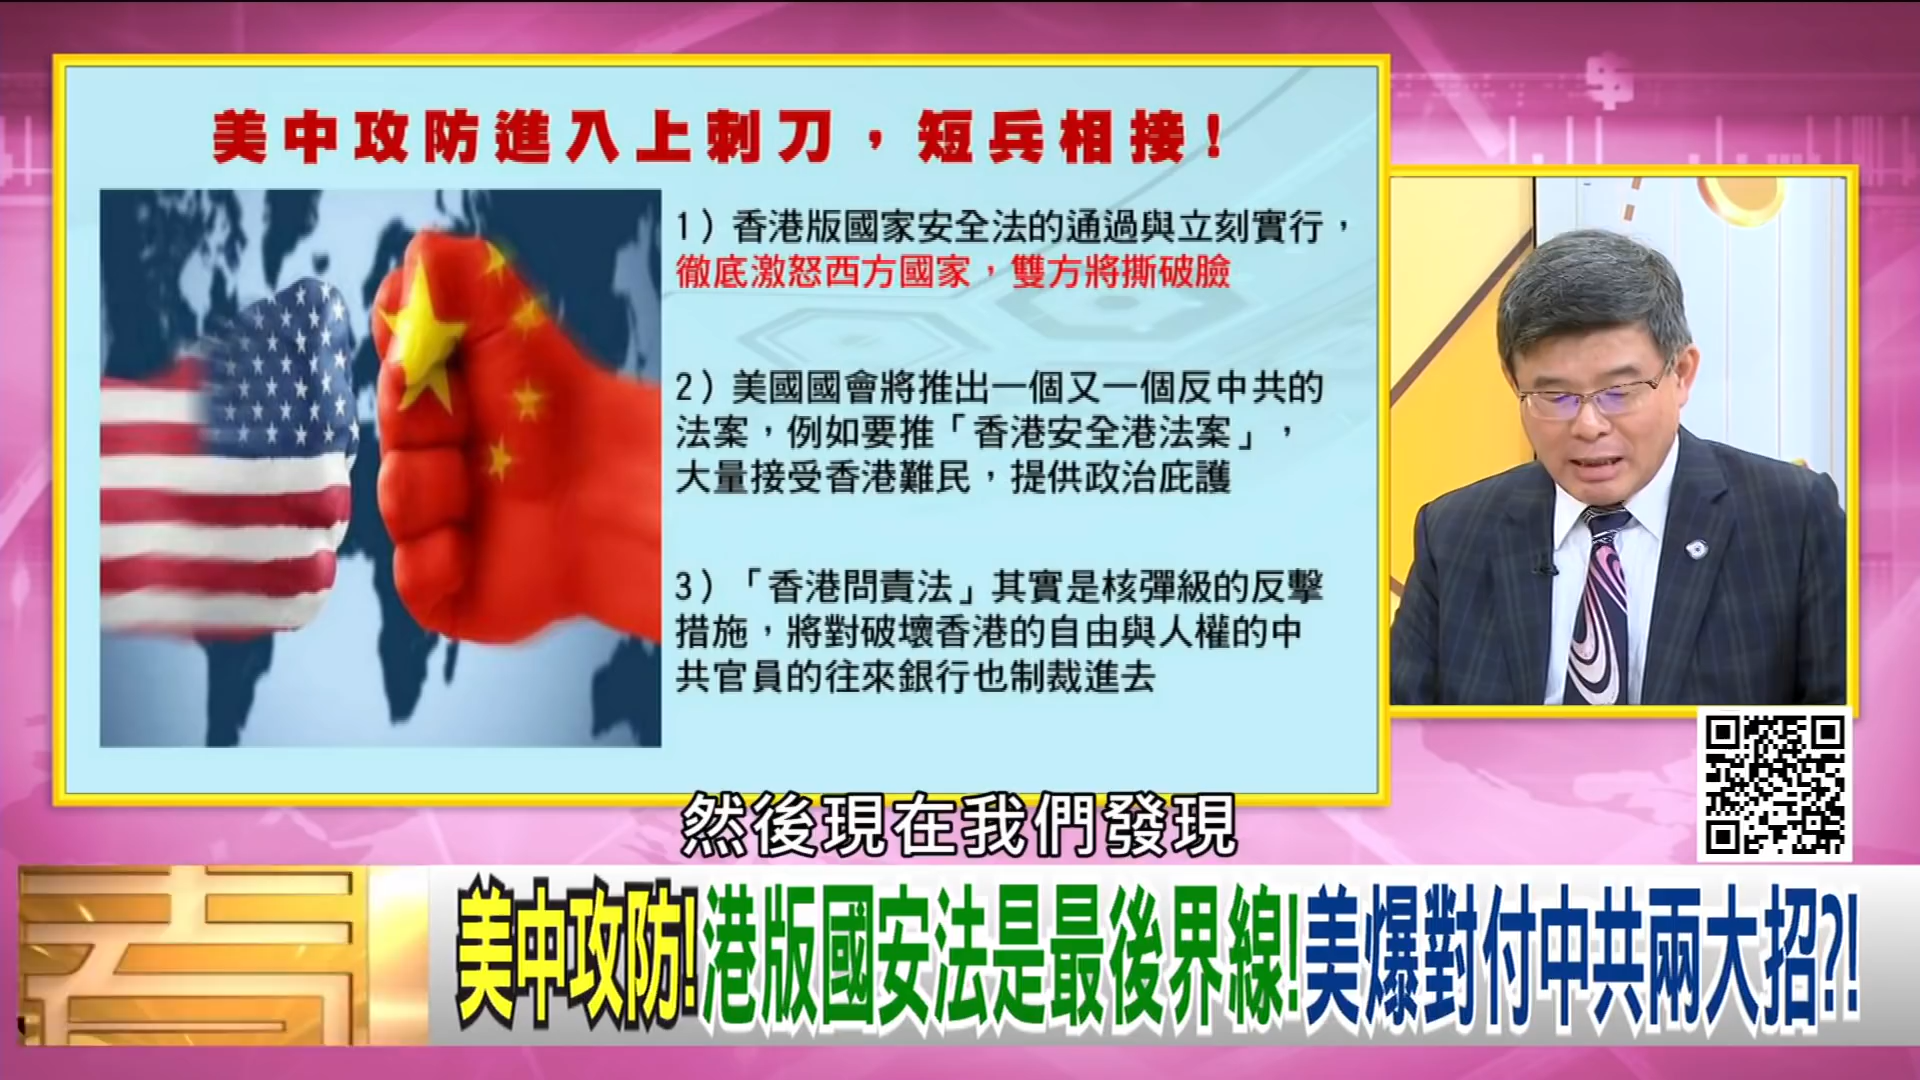 美中攻防進入上刺刀，短兵相接！
1）香港版國家安全法的通過與立刻實行，
徹底激怒西方國家，雙方將撕破臉
2）美國國會將推出一個又一個反中共的
法案，例如要推「香港安全港法案」，
大量接受香港難民，提供政治庇護
3）「香港問責法」其實是核彈級的反擊
措施，將對破壞香港的自由與人權的中
共官員的往來銀行也制裁進去
然後現在我們發現
美中攻防!港版國安法是最後界線!美爆對付中共兩大招?!